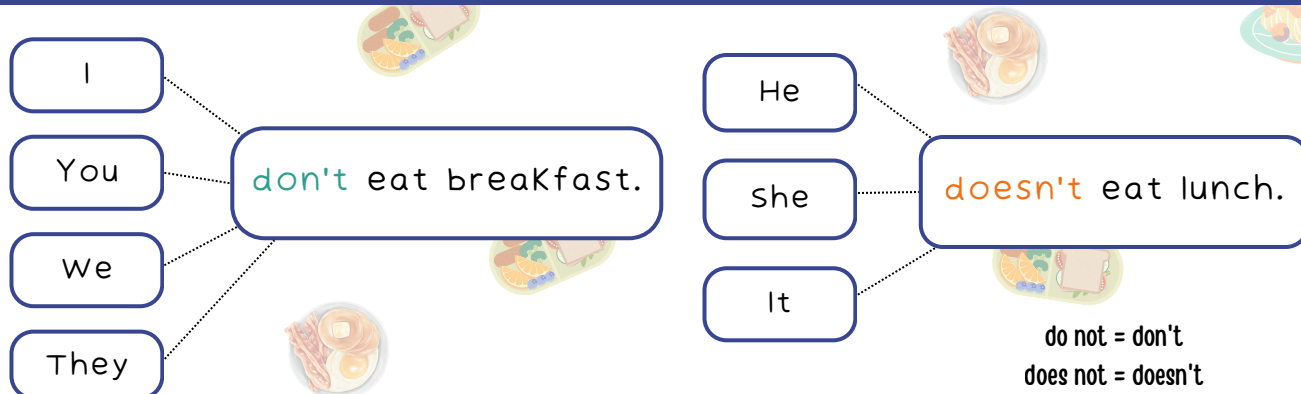 I
You
We
They
don't eat breakfast.
He
She
It
doesn't eat lunch.
do not = don't
does not = doesn't